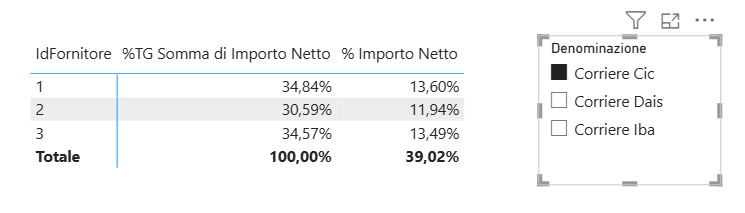 IdFornitore %TG Somma di Importo Netto % Importo Netto
1 34,84% 13,60%
2 30,59% 11,94%
3 34,57% 13,49%
Totale 100,00% 39,02%
Denominazione
Corriere Cic
Corriere Dais
Corriere Iba